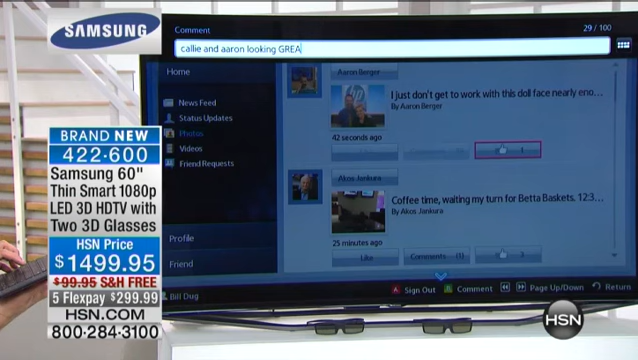 SAMSUNG
BRAND NEW
422-600
Samsung 60"
Thin Smart 1080p
LED 3D HDTV with
Two 3D Glasses
HSN Price
$1499.95
$99.95 S&H FREE
5 Flexpay $299.99
HSN.COM
800-284-3100
Comment
29 / 100
callie and aaron looking GREA
Home
News Feed
Status Updates
Photos
Videos
Friend Requests
Profile
Friend
Bill Dug
Aaron Berger
I just don't get to work with this doll face nearly eno...
By Aaron Berger
42 seconds ago
1
Akos Jankura
Coffee time, waiting my turn for Betta Baskets. 12:3...
By Akos Jankura
25 minutes ago
Like
Comments (1)
3
A Sign Out
Comment
Page Up/Down
Return
HSN